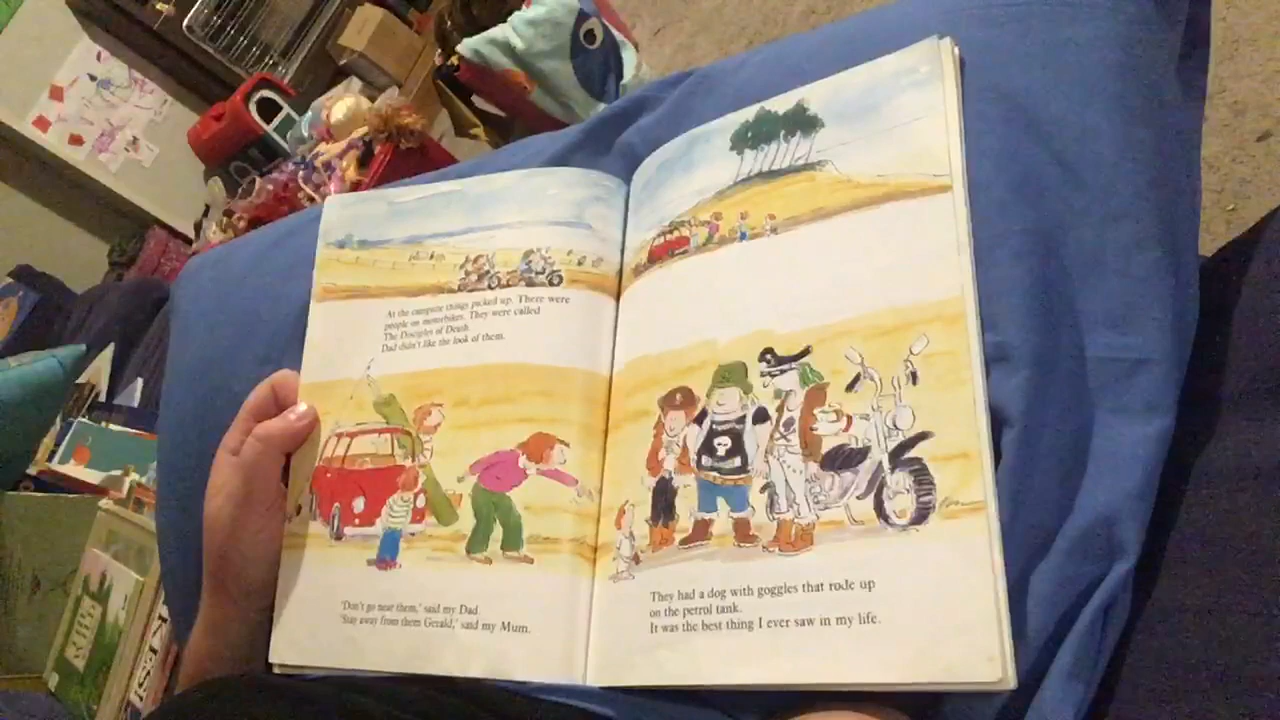 At the campsite things picked up. There were
people on motorbikes. They were called
The Disciples of Death.
Dad didn't like the look of them.
'Don't go near them,' said my Dad.
'Stay away from them Gerald,' said my Mum.
They had a dog with goggles that rode up
on the petrol tank.
It was the best thing I ever saw in my life.